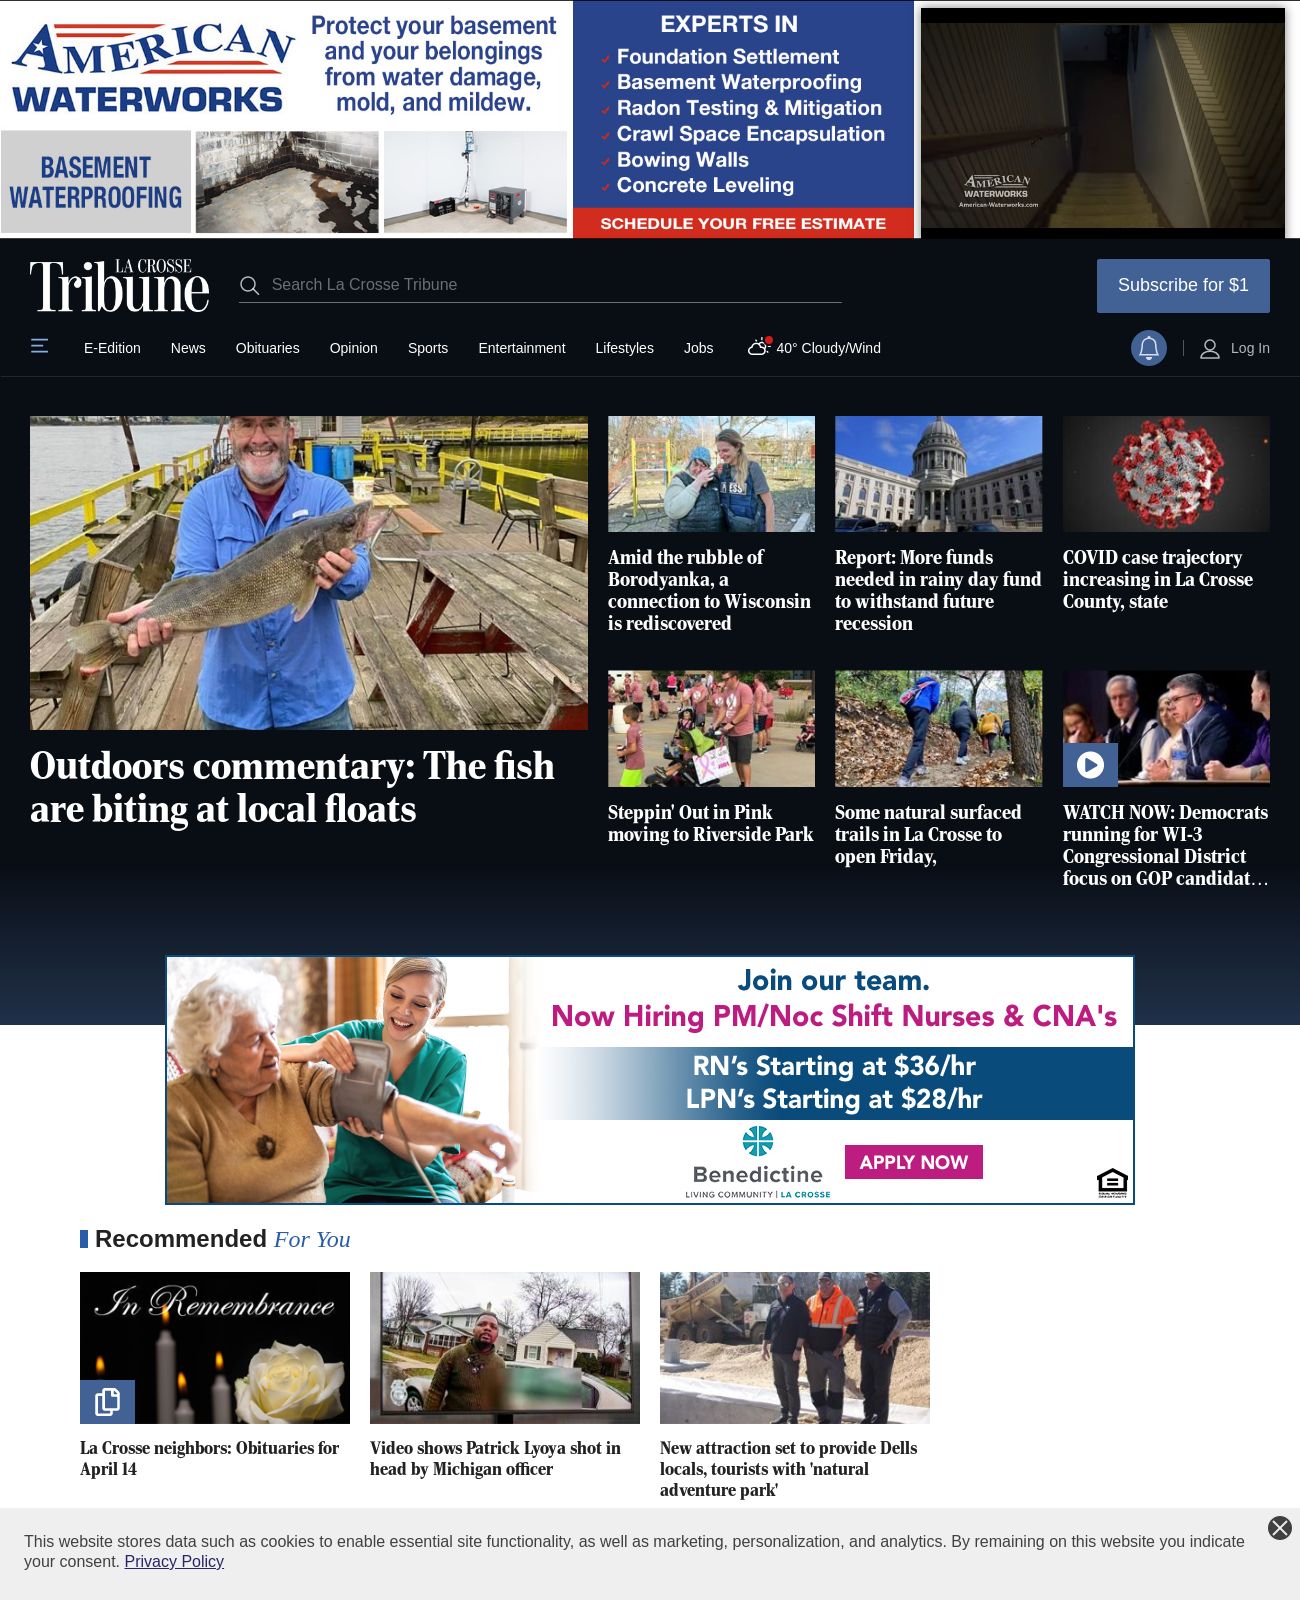 AMERICAN
WATERWORKS
Protect your basement
and your belongings
from water damage,
mold, and mildew.
BASEMENT
WATERPROOFING
EXPERTS IN
Foundation Settlement
Basement Waterproofing
Radon Testing & Mitigation
Crawl Space Encapsulation
Bowing Walls
Concrete Leveling
SCHEDULE YOUR FREE ESTIMATE
AMERICAN
WATERWORKS
American-Waterworks.com
LA CROSSE
Tribune
Search La Crosse Tribune
Subscribe for $1
E-Edition
News
Obituaries
Opinion
Sports
Entertainment
Lifestyles
Jobs
40° Cloudy/Wind
Log In
Outdoors commentary: The fish
are biting at local floats
Amid the rubble of
Borodyanka, a
connection to Wisconsin
is rediscovered
Report: More funds
needed in rainy day fund
to withstand future
recession
COVID case trajectory
increasing in La Crosse
County, state
Steppin' Out in Pink
moving to Riverside Park
Some natural surfaced
trails in La Crosse to
open Friday,
WATCH NOW: Democrats
running for WI-3
Congressional District
focus on GOP candidat…
Join our team.
Now Hiring PM/Noc Shift Nurses & CNA's
RN's Starting at $36/hr
LPN's Starting at $28/hr
Benedictine
LIVING COMMUNITY | LA CROSSE
APPLY NOW
EQUAL HOUSING
OPPORTUNITY
Recommended For You
In Remembrance
La Crosse neighbors: Obituaries for
April 14
Video shows Patrick Lyoya shot in
head by Michigan officer
New attraction set to provide Dells
locals, tourists with 'natural
adventure park'
This website stores data such as cookies to enable essential site functionality, as well as marketing, personalization, and analytics. By remaining on this website you indicate
your consent. Privacy Policy